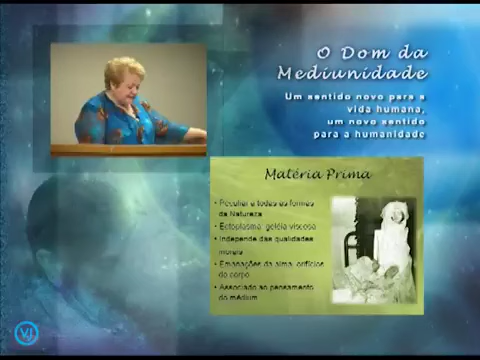 O Dom da
Mediunidade
Um sentido novo para a
vida humana,
um novo sentido
para a humanidade
Matéria Prima
• Peculiar a todas as formas
da Natureza
• Ectoplasma: geléia viscosa
• Independe das qualidades
morais
• Emanações da alma: orifícios
do corpo
• Associado ao pensamento
do médium
VJ